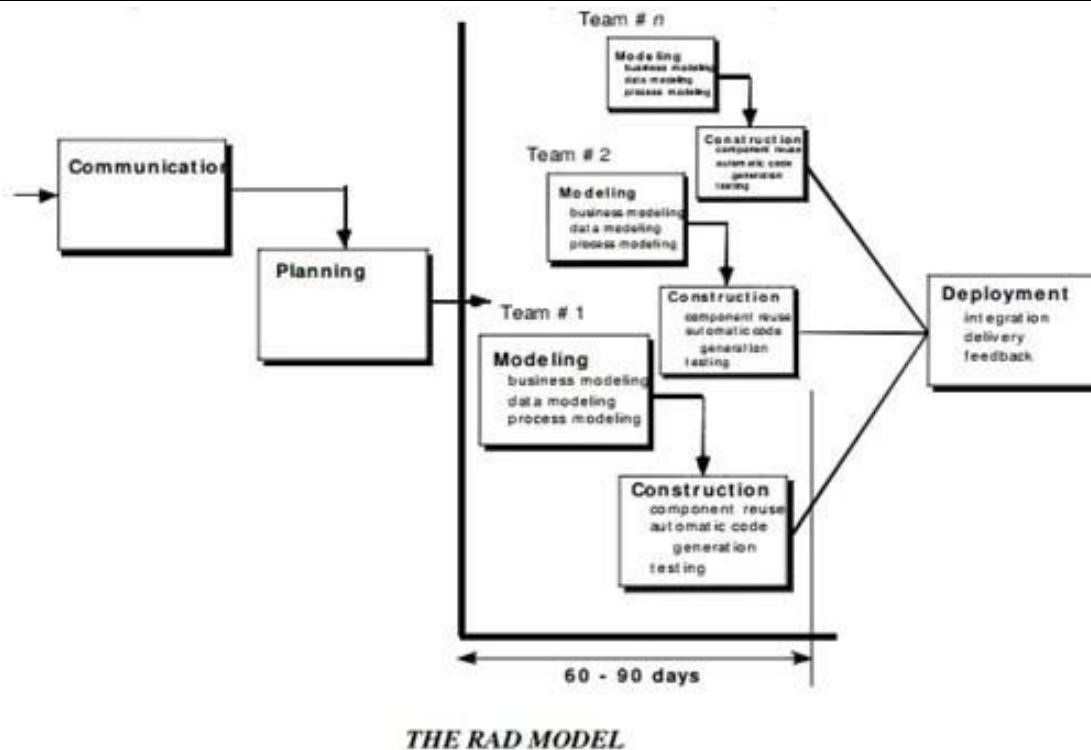 Team # n
Modeling
business modeling
data modeling
process modeling
Construction
component reuse
automatic code
generation
testing
Team # 2
Modeling
business modeling
data modeling
process modeling
Construction
component reuse
automatic code
generation
testing
Communication
Planning
Team # 1
Modeling
business modeling
data modeling
process modeling
Construction
component reuse
automatic code
generation
testing
Deployment
integration
delivery
feedback
60 - 90 days
THE RAD MODEL